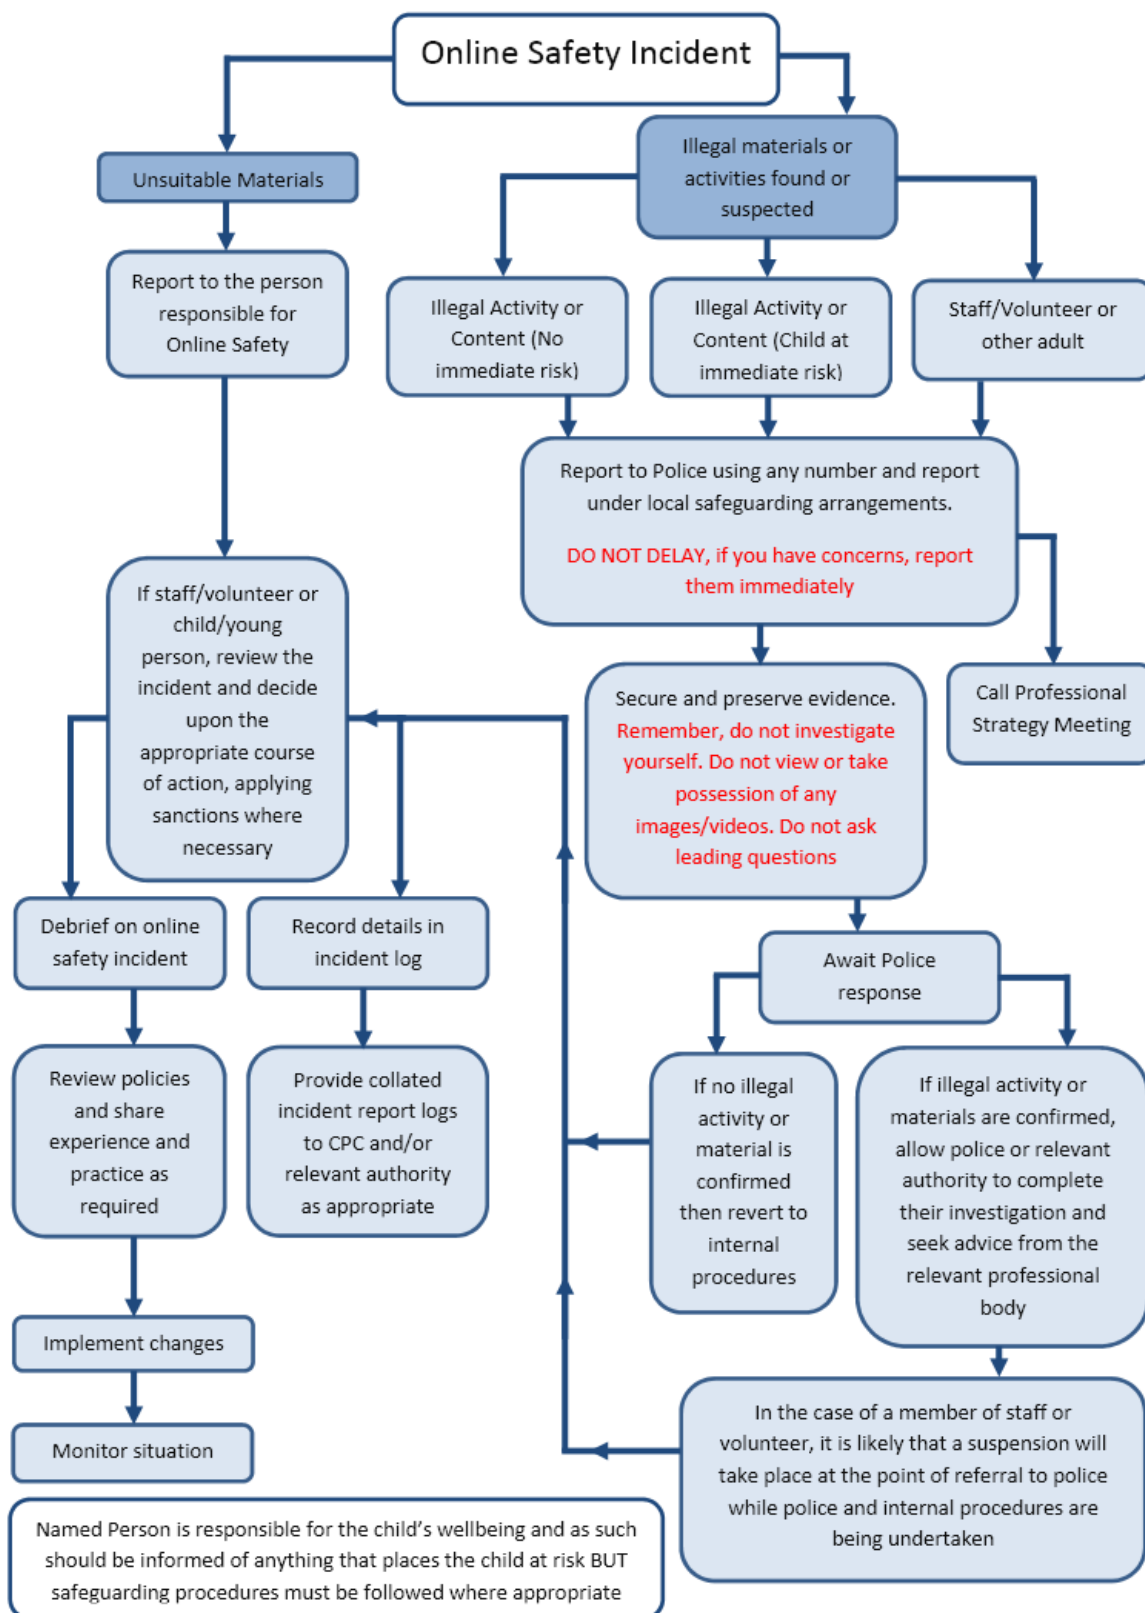 Online Safety Incident
Unsuitable Materials
Illegal materials or
activities found or
suspected
Report to the person
responsible for
Online Safety
Illegal Activity or
Content (No
immediate risk)
Illegal Activity or
Content (Child at
immediate risk)
Staff/Volunteer or
other adult
Report to Police using any number and report
under local safeguarding arrangements.
DO NOT DELAY, if you have concerns, report
them immediately
If staff/volunteer or
child/young
person, review the
incident and decide
upon the
appropriate course
of action, applying
sanctions where
necessary
Secure and preserve evidence.
Remember, do not investigate
yourself. Do not view or take
possession of any
images/videos. Do not ask
leading questions
Call Professional
Strategy Meeting
Debrief on online
safety incident
Record details in
incident log
Await Police
response
Review policies
and share
experience and
practice as
required
Provide collated
incident report logs
to CPC and/or
relevant authority
as appropriate
If no illegal
activity or
material is
confirmed
then revert to
internal
procedures
If illegal activity or
materials are confirmed,
allow police or relevant
authority to complete
their investigation and
seek advice from the
relevant professional
body
Implement changes
Monitor situation
In the case of a member of staff or
volunteer, it is likely that a suspension will
take place at the point of referral to police
while police and internal procedures are
being undertaken
Named Person is responsible for the child’s wellbeing and as such
should be informed of anything that places the child at risk BUT
safeguarding procedures must be followed where appropriate